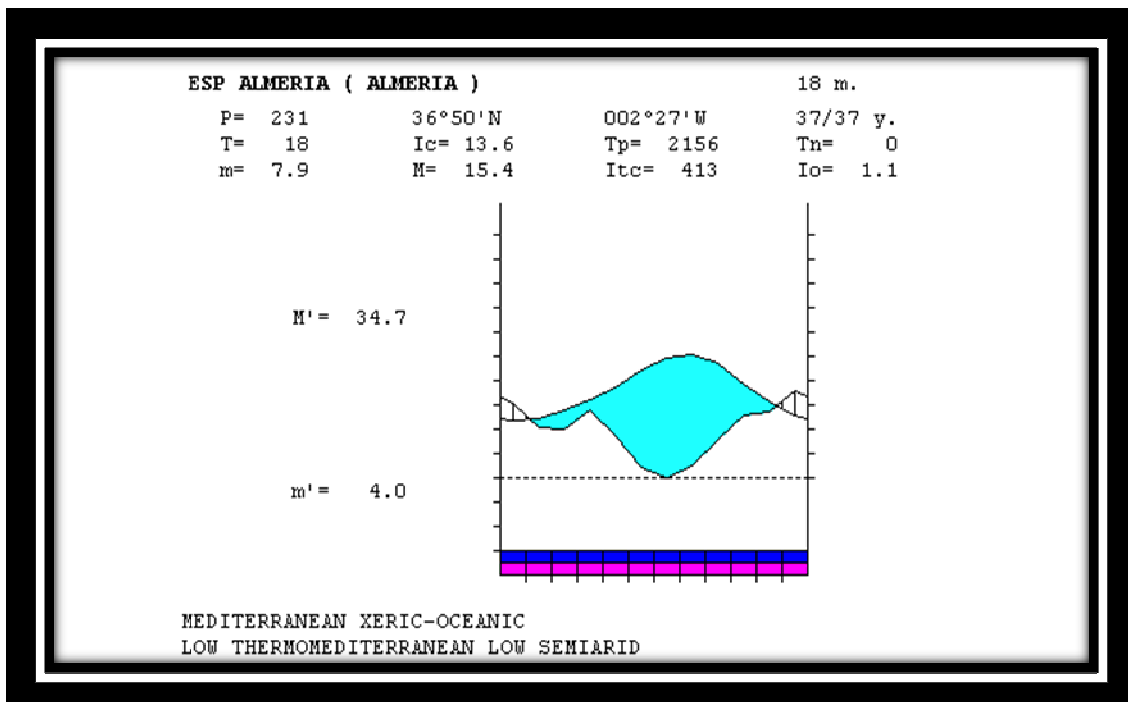 ESP ALMERIA ( ALMERIA ) 18 m.
P= 231 36°50'N 002°27'W 37/37 y.
T= 18 Ic= 13.6 Tp= 2156 Tn= 0
m= 7.9 M= 15.4 Itc= 413 Io= 1.1
M'= 34.7
m'= 4.0
MEDITERRANEAN XERIC-OCEANIC
LOW THERMOMEDITERRANEAN LOW SEMIARID